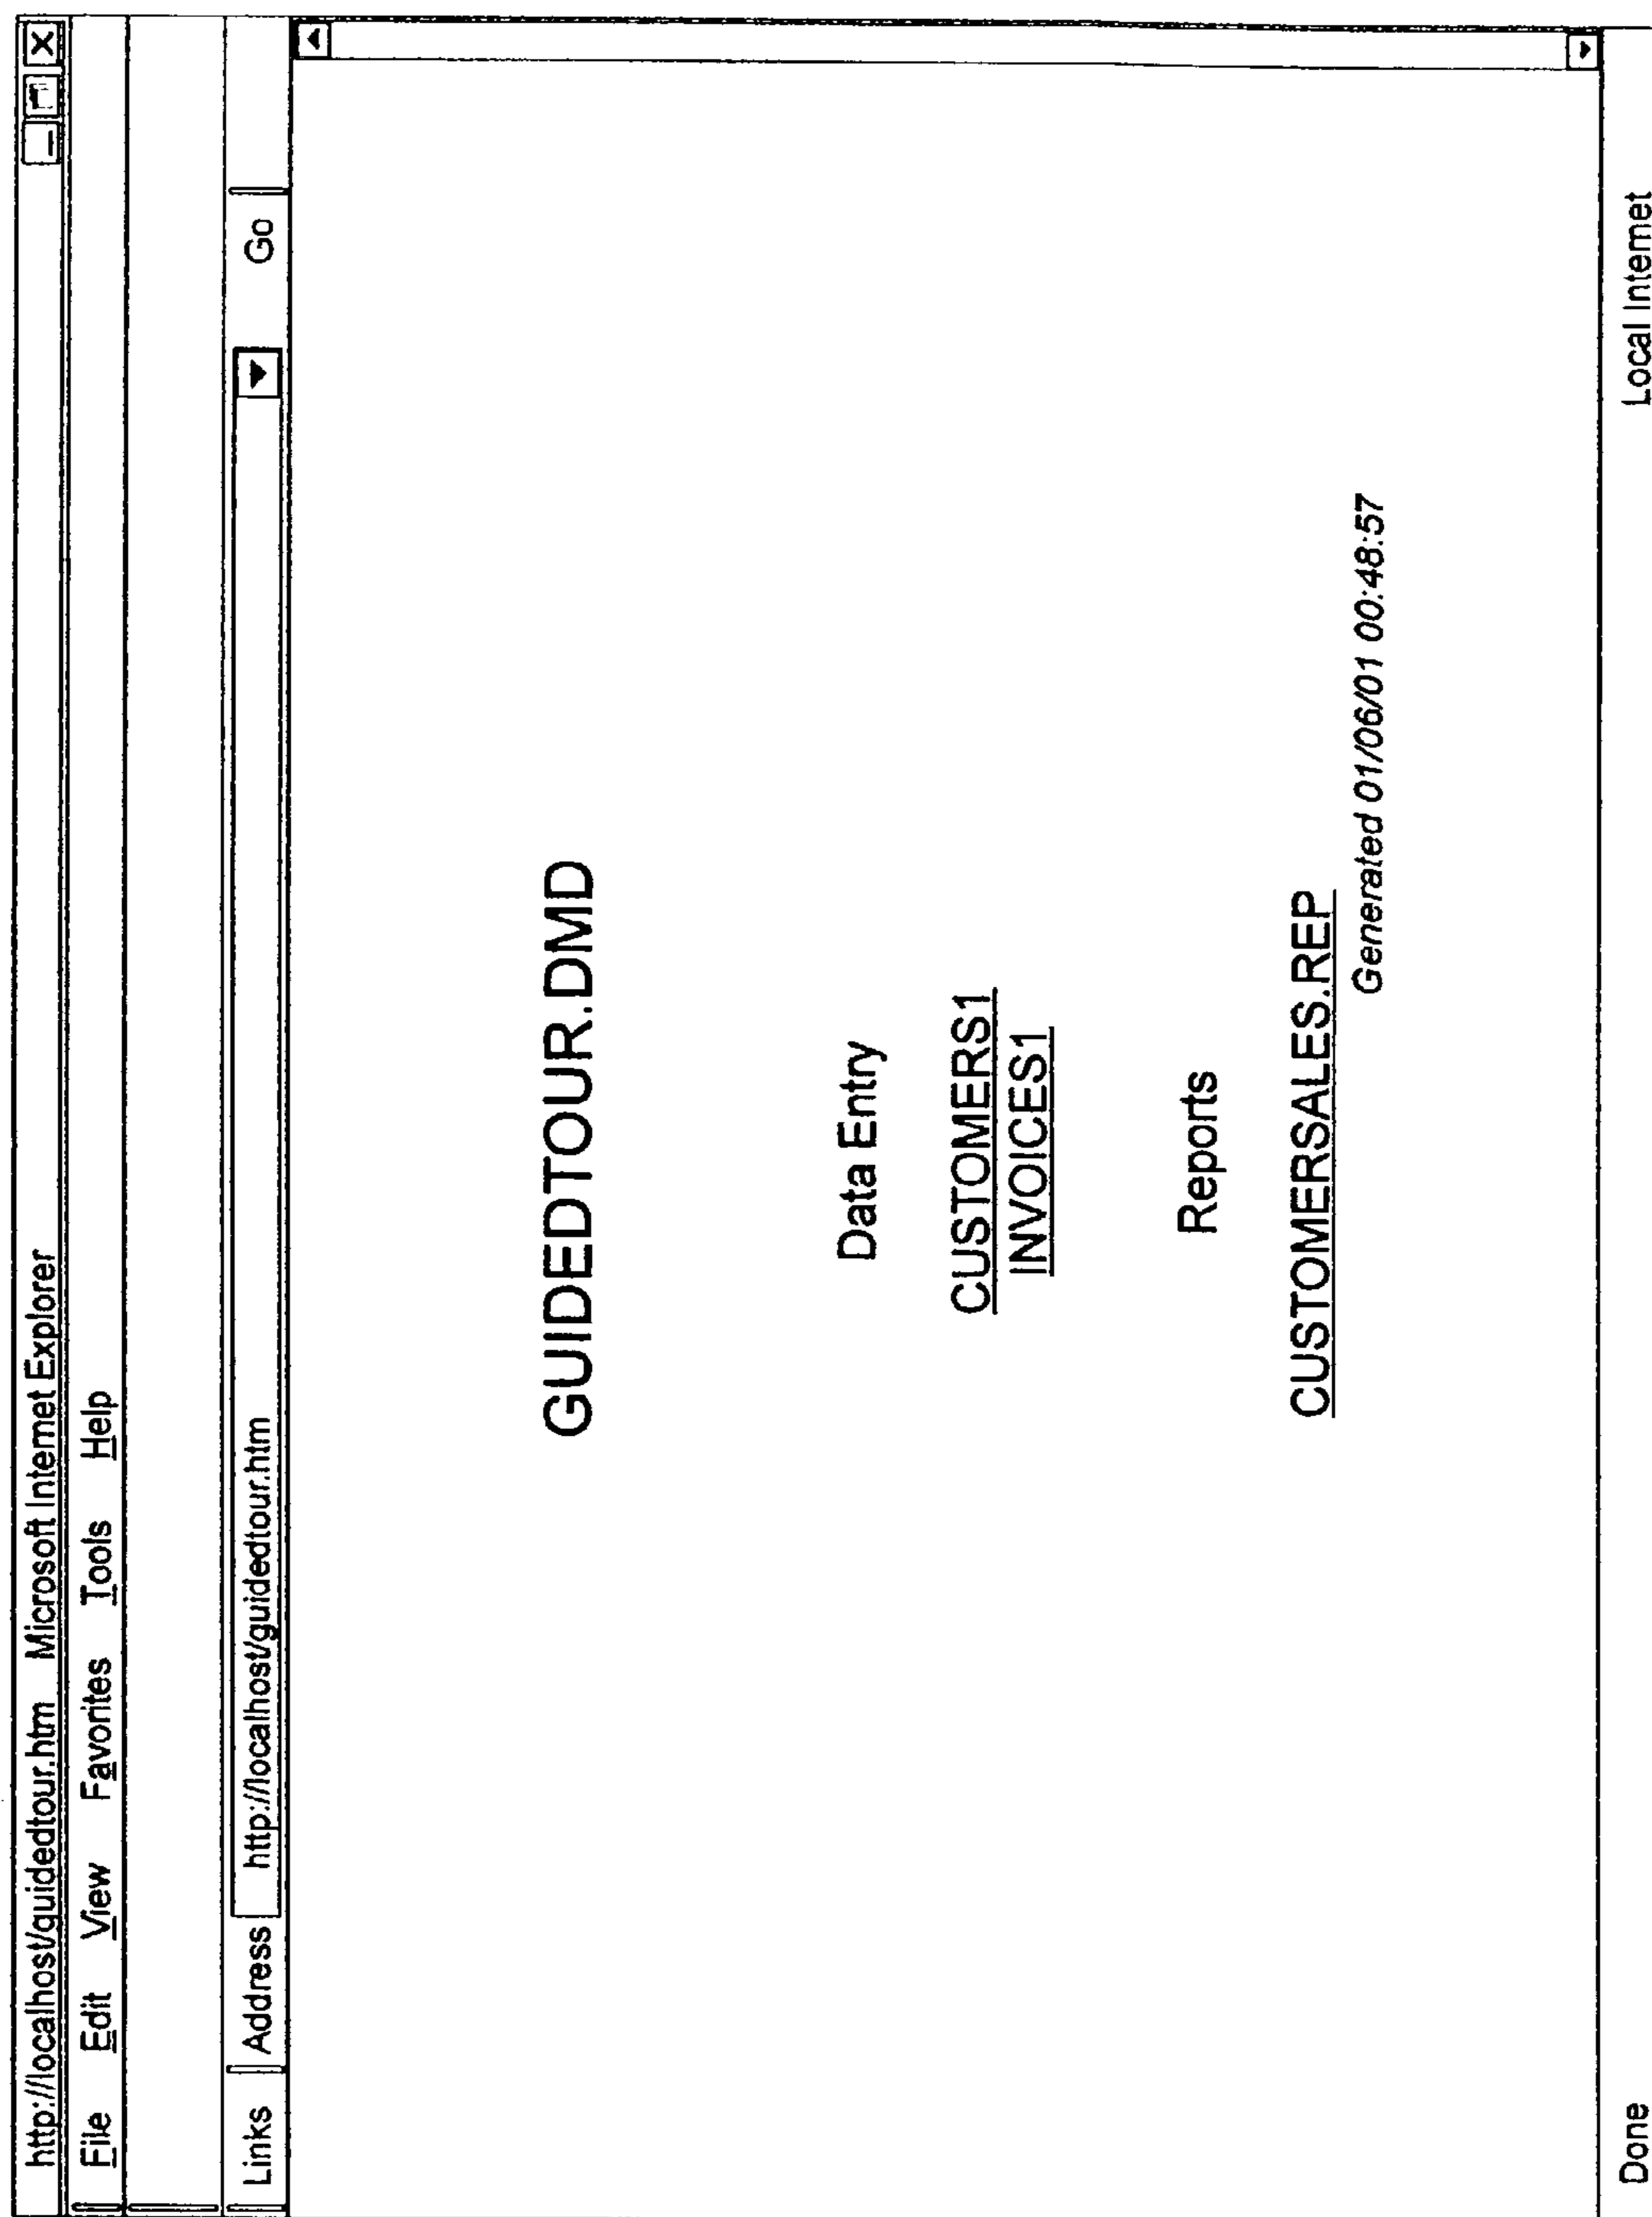 http://localhost/guidedtour.htm Microsoft Internet Explorer
File Edit View Favorites Tools Help
Links Address http://localhost/guidedtour.htm Go
GUIDEDTOUR.DMD
Data Entry
CUSTOMERS1
INVOICES1
Reports
CUSTOMERSALES.REP
Generated 01/06/01 00:48:57
Done Local Internet